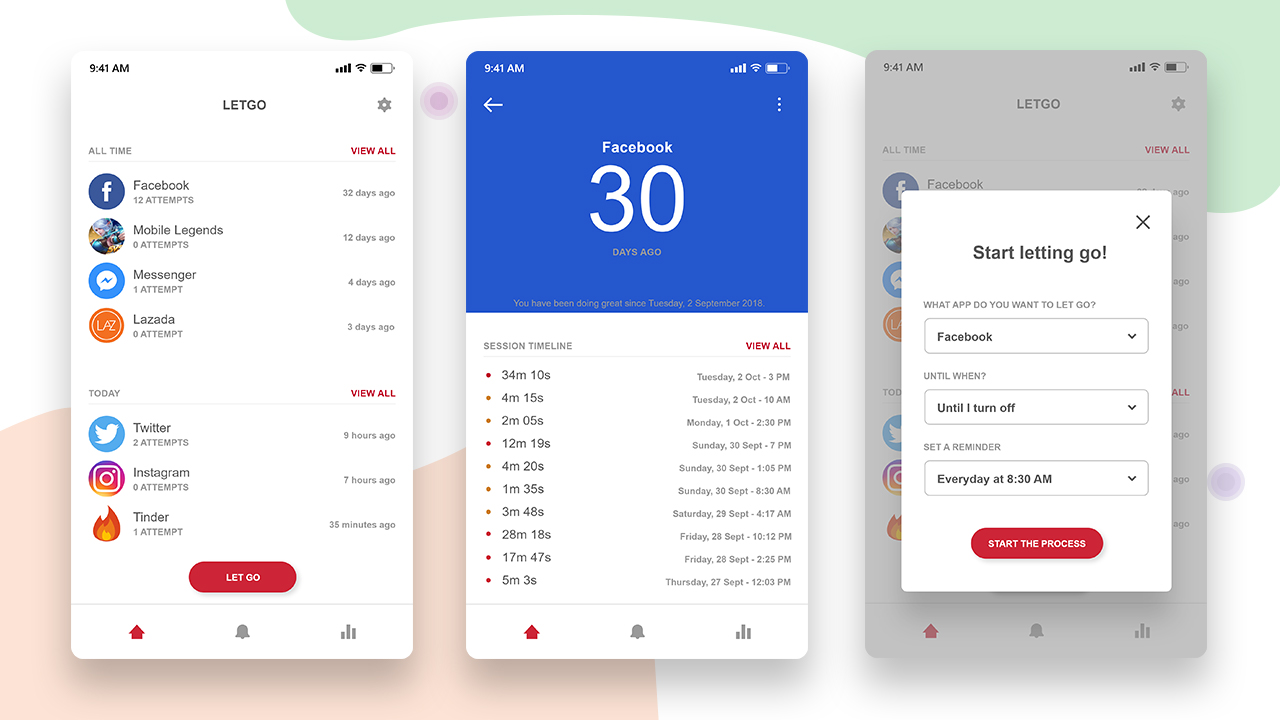 9:41 AM
LETGO
ALL TIME VIEW ALL
Facebook
12 ATTEMPTS
32 days ago
Mobile Legends
0 ATTEMPTS
12 days ago
Messenger
1 ATTEMPT
4 days ago
LAZ
Lazada
0 ATTEMPT
3 days ago
TODAY VIEW ALL
Twitter
2 ATTEMPTS
9 hours ago
Instagram
0 ATTEMPTS
7 hours ago
Tinder
1 ATTEMPT
35 minutes ago
LET GO
9:41 AM
Facebook
30
DAYS AGO
You have been doing great since Tuesday, 2 September 2018.
SESSION TIMELINE VIEW ALL
34m 10s Tuesday, 2 Oct - 3 PM
4m 15s Tuesday, 2 Oct - 10 AM
2m 05s Monday, 1 Oct - 2:30 PM
12m 19s Sunday, 30 Sept - 7 PM
4m 20s Sunday, 30 Sept - 1:05 PM
1m 35s Sunday, 30 Sept - 8:30 AM
3m 48s Saturday, 29 Sept - 4:17 AM
28m 18s Friday, 28 Sept - 10:12 PM
17m 47s Friday, 28 Sept - 2:25 PM
5m 3s Thursday, 27 Sept - 12:03 PM
9:41 AM
LETGO
ALL TIME VIEW ALL
Facebook
ago
ago
ago
ago
TOD ALL
ago
ago
ago
Start letting go!
WHAT APP DO YOU WANT TO LET GO?
Facebook
UNTIL WHEN?
Until I turn off
SET A REMINDER
Everyday at 8:30 AM
START THE PROCESS